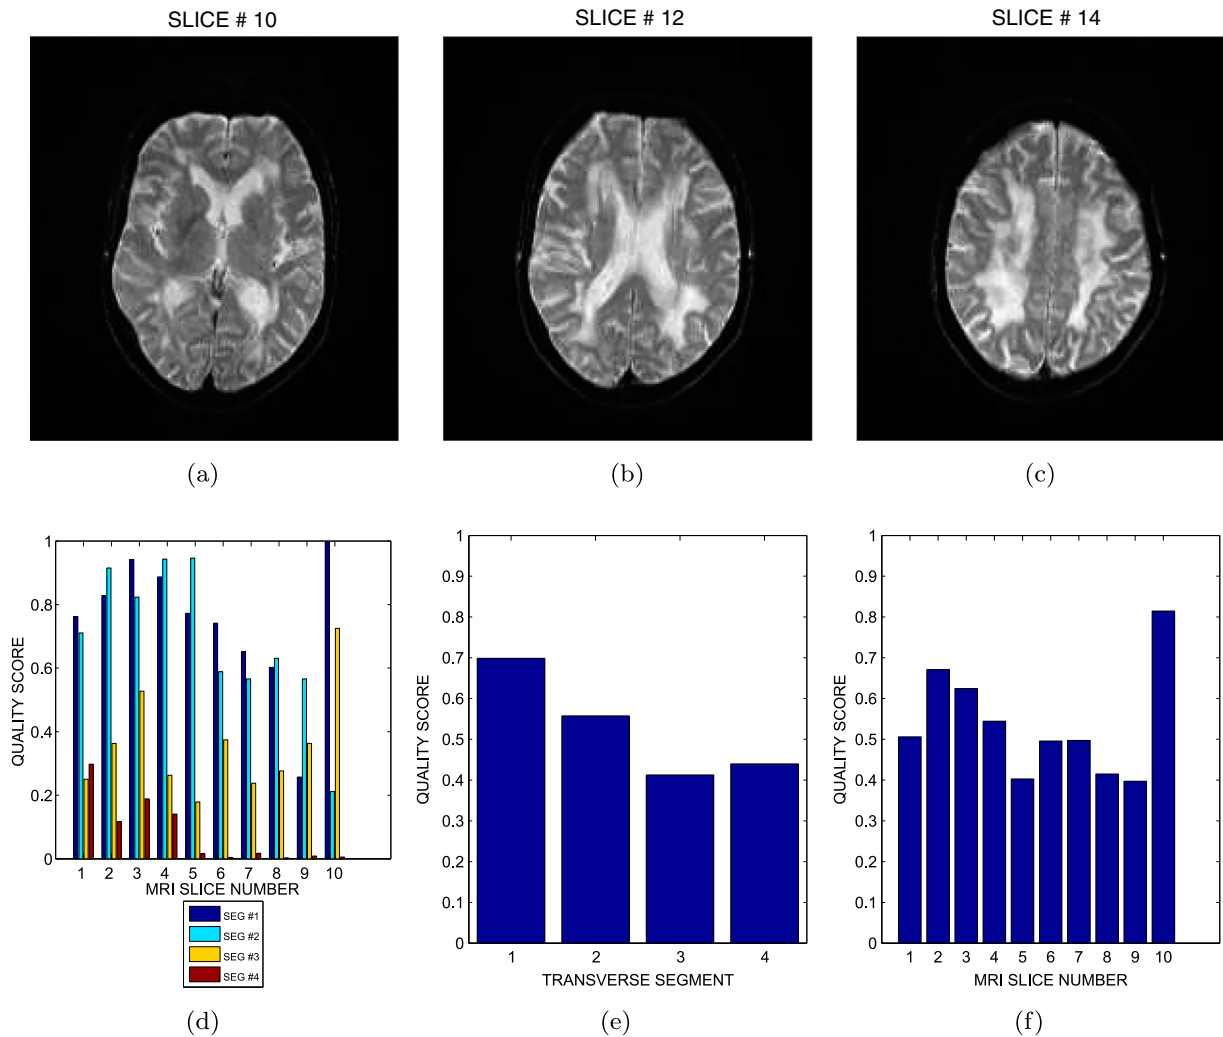 SLICE # 10
SLICE # 12
SLICE # 14
(a)
(b)
(c)
1
0.8
0.6
0.4
0.2
0
QUALITY SCORE
1 2 3 4 5 6 7 8 9 10
MRI SLICE NUMBER
SEG #1
SEG #2
SEG #3
SEG #4
(d)
1
0.9
0.8
0.7
0.6
0.5
0.4
0.3
0.2
0.1
0
QUALITY SCORE
1 2 3 4
TRANSVERSE SEGMENT
(e)
1
0.9
0.8
0.7
0.6
0.5
0.4
0.3
0.2
0.1
0
QUALITY SCORE
1 2 3 4 5 6 7 8 9 10
MRI SLICE NUMBER
(f)